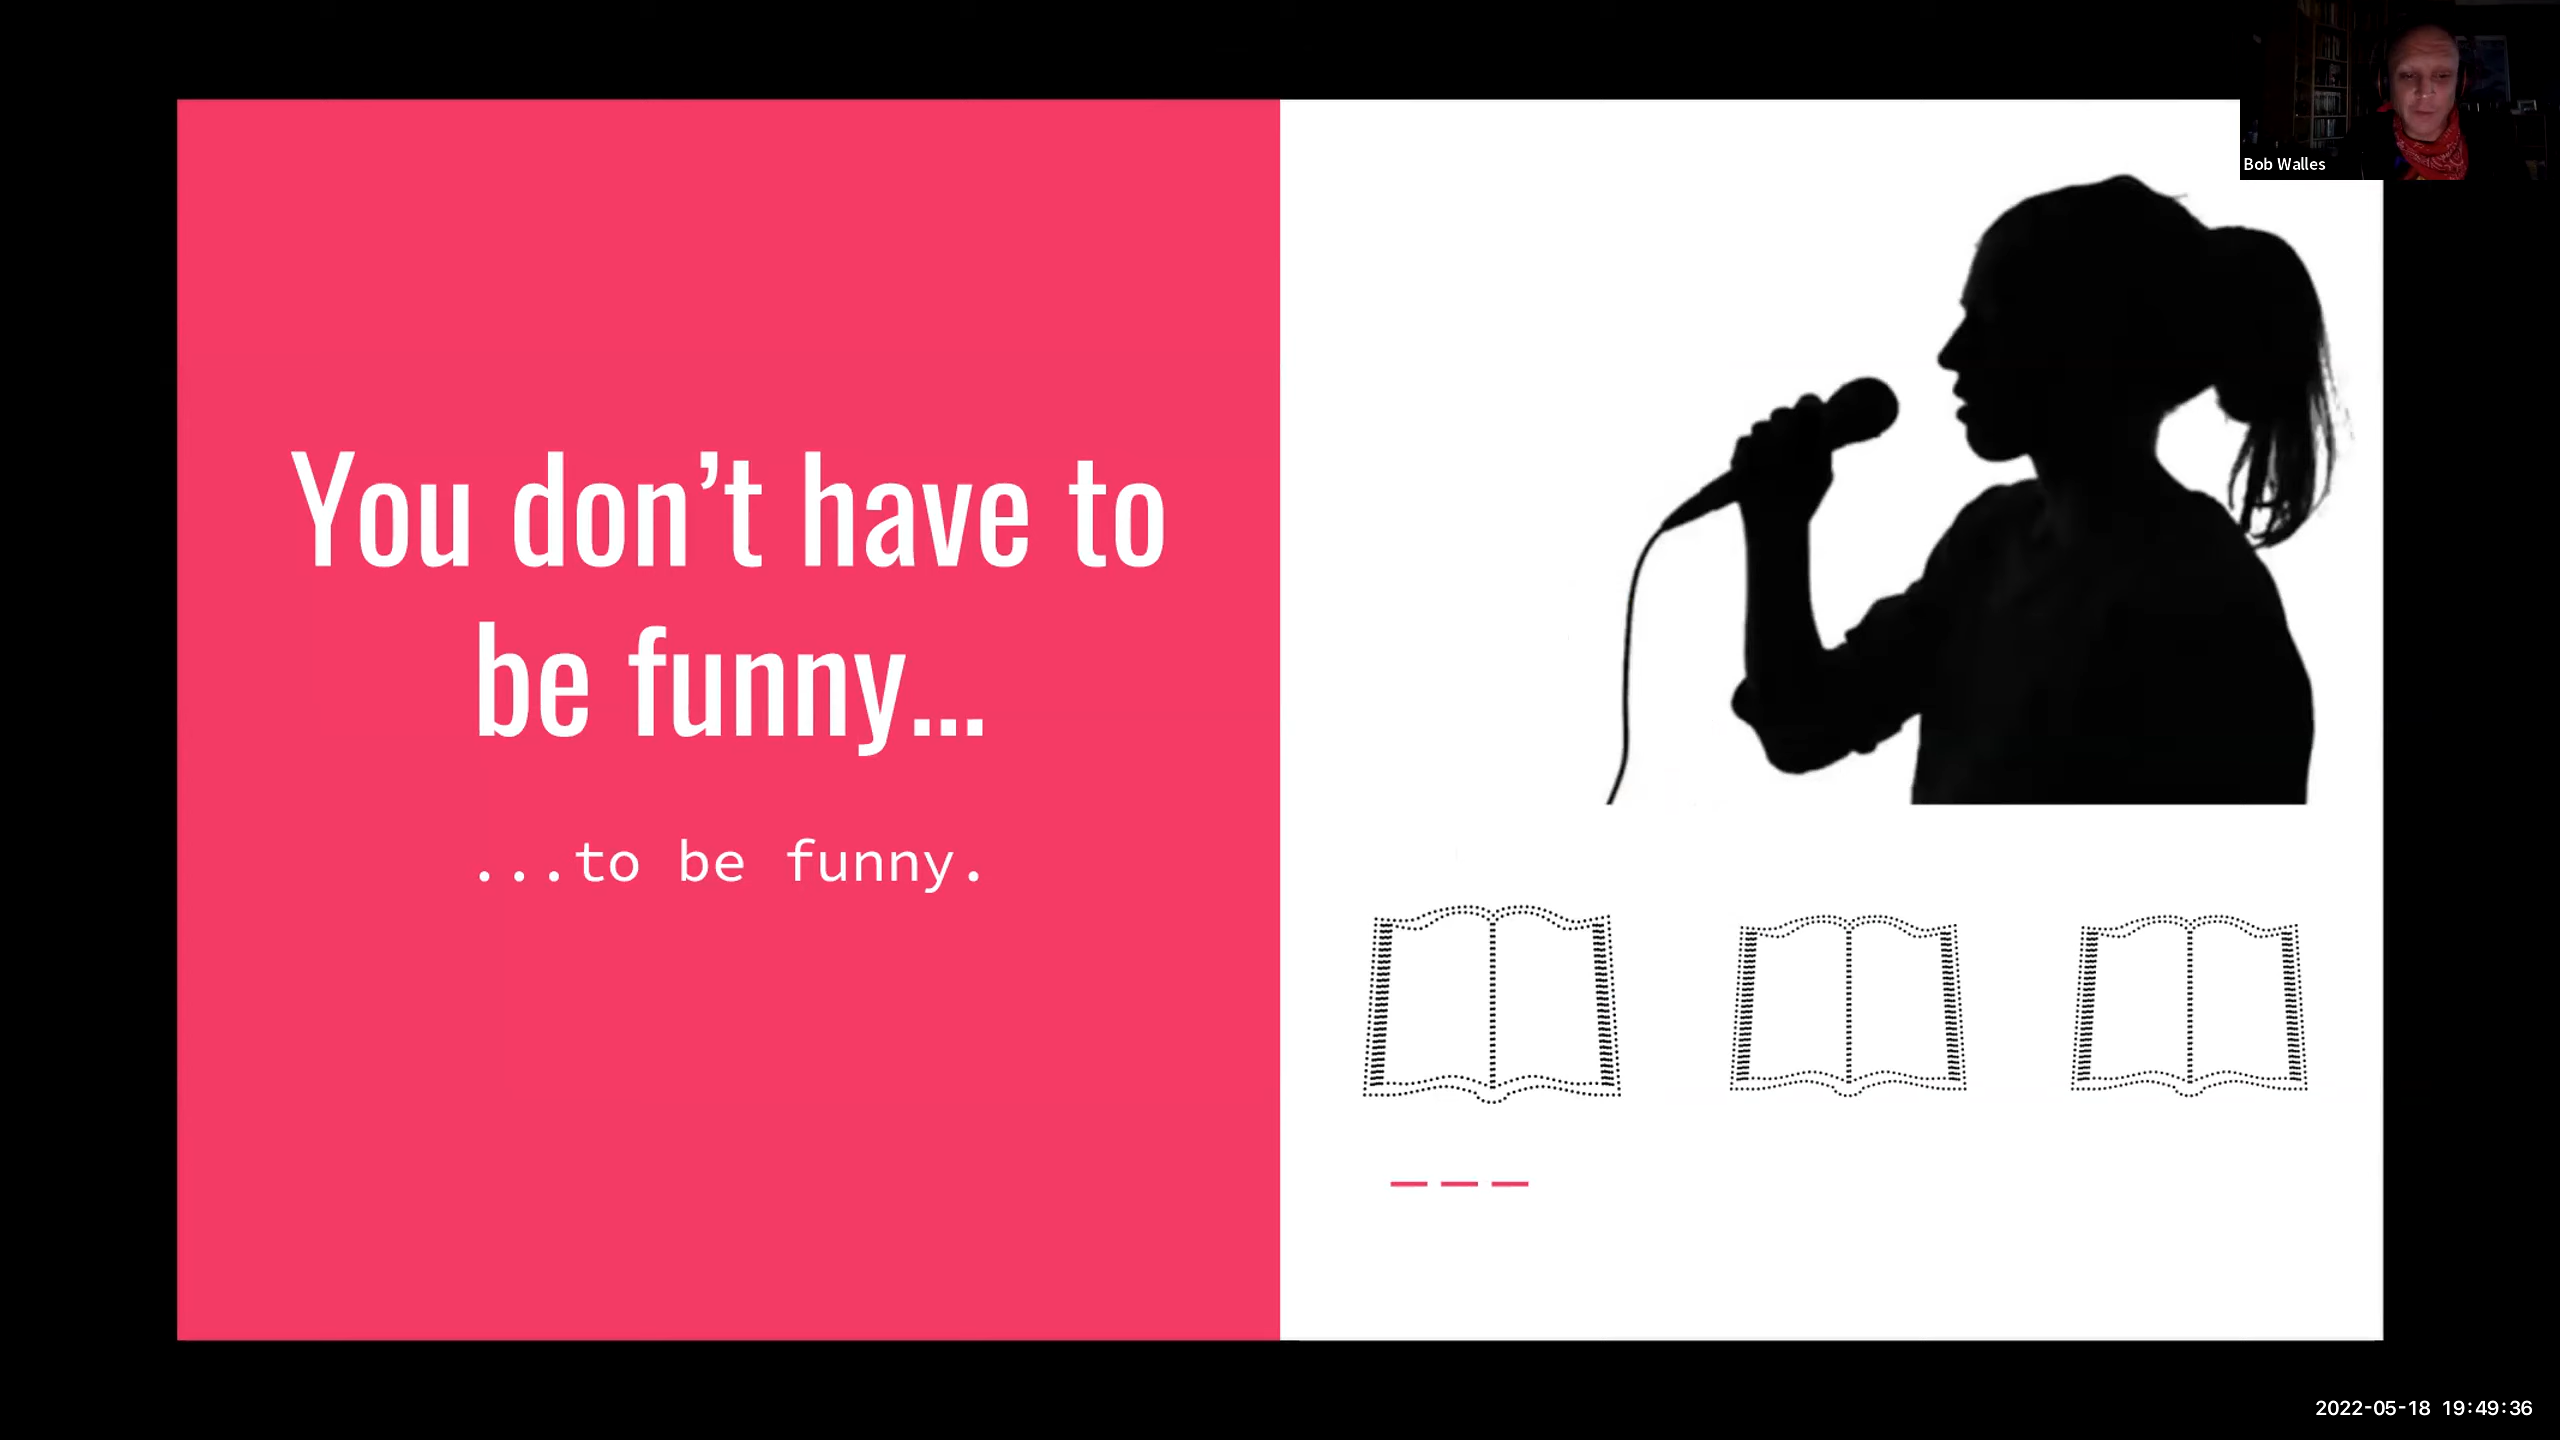 Bob Walles
You don’t have to
be funny...
...to be funny.
2022-05-18 19:49:36